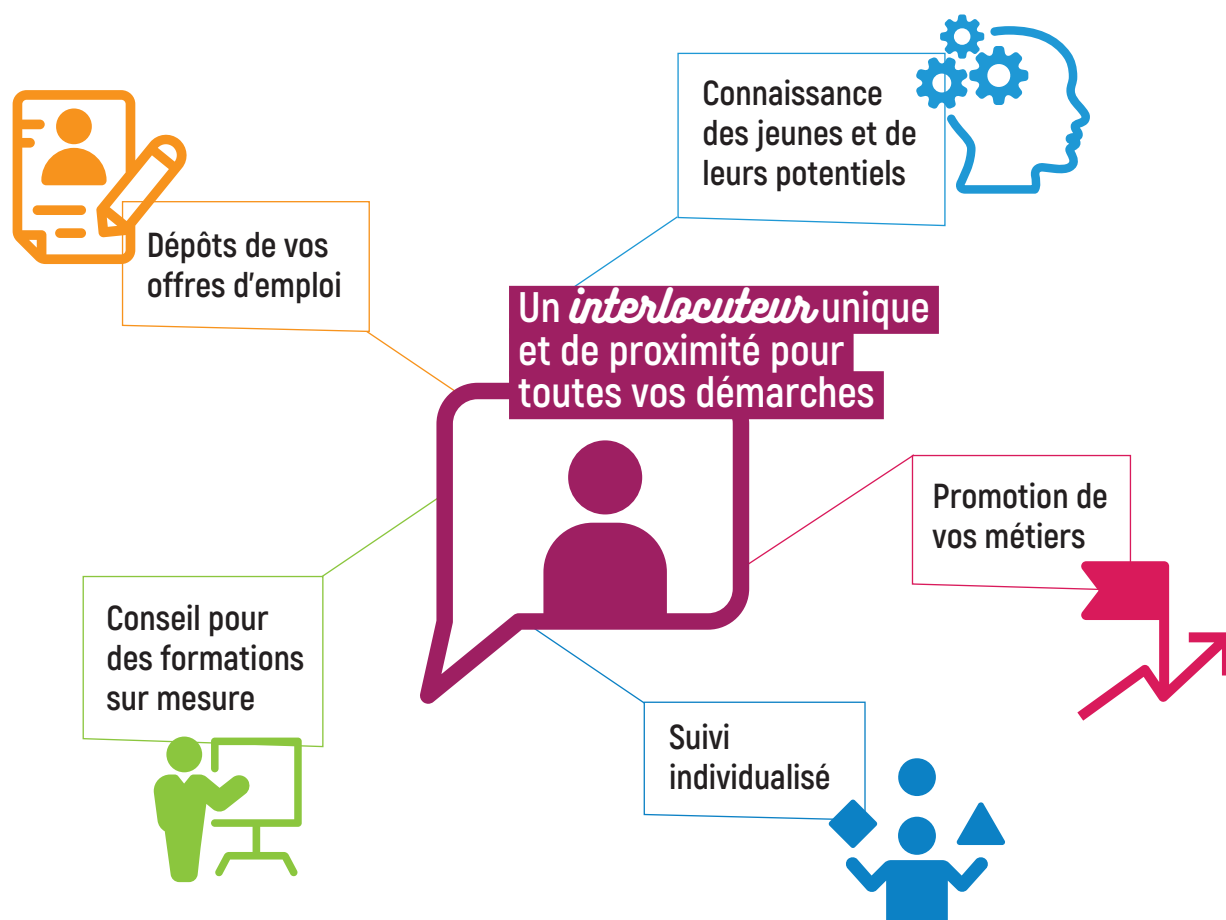 Connaissance
des jeunes et de
leurs potentiels
Dépôts de vos
offres d'emploi
Un interlocuteur unique
et de proximité pour
toutes vos démarches
Promotion de
vos métiers
Conseil pour
des formations
sur mesure
Suivi
individualisé